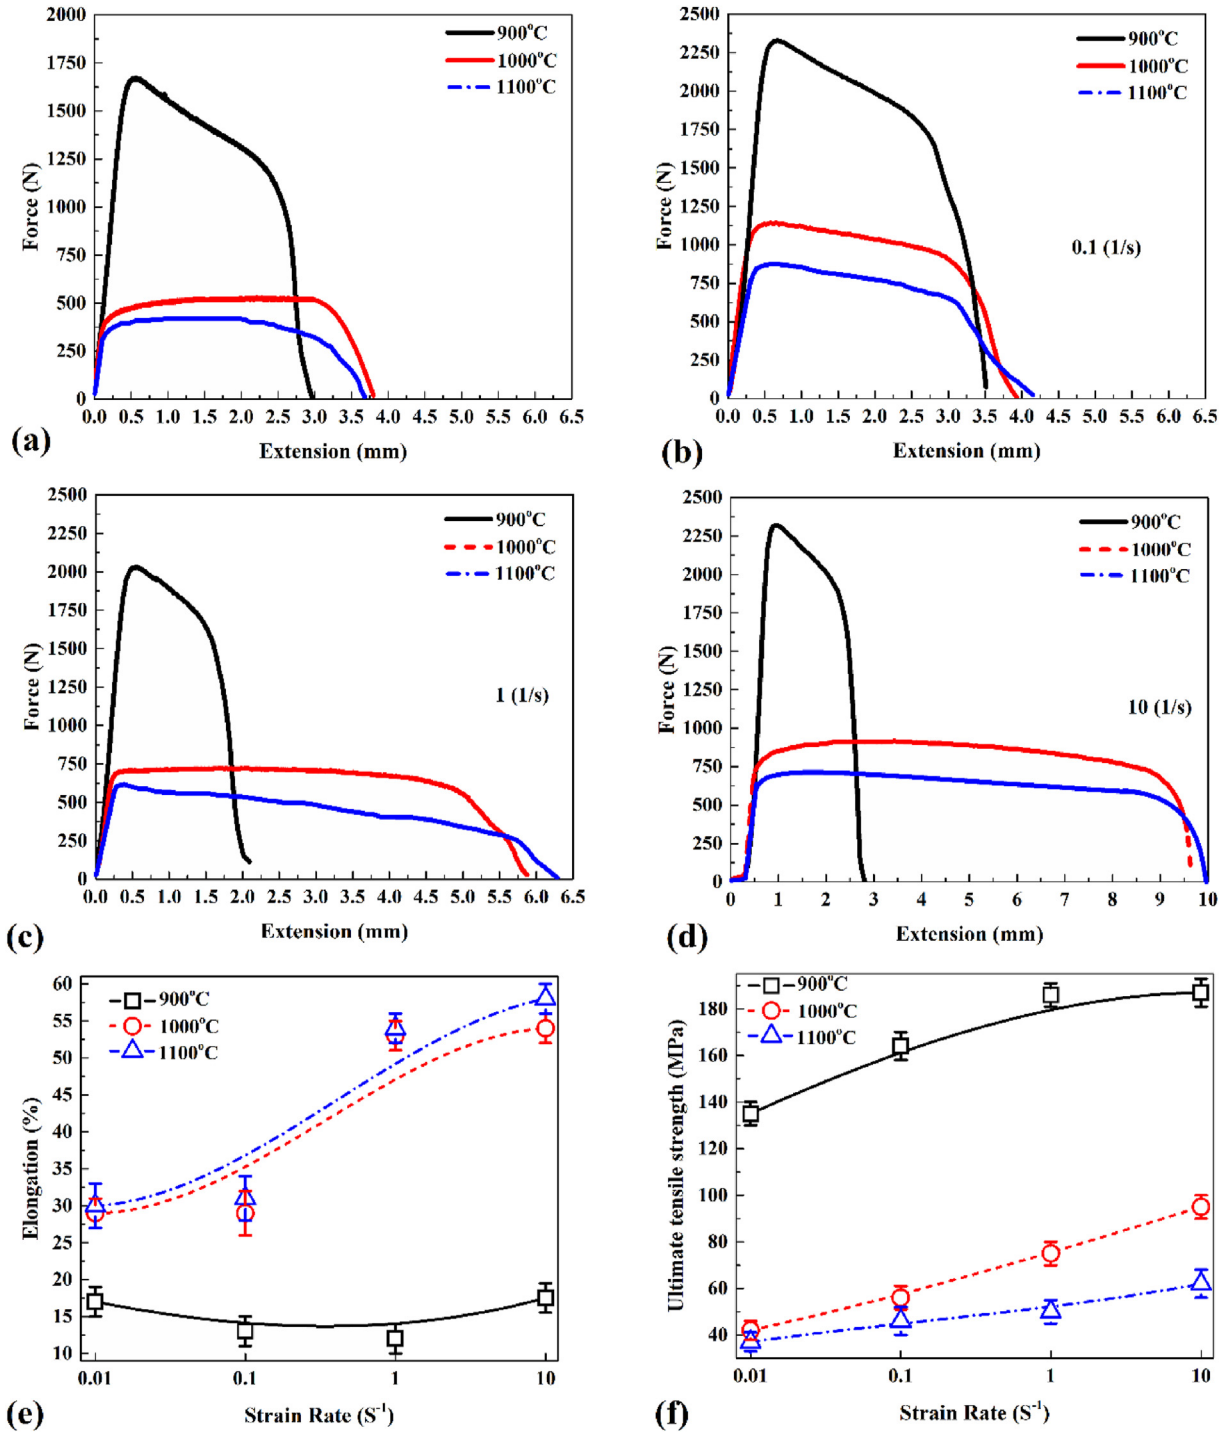 2000
1750
1500
1250
1000
750
500
250
0
Force (N)
900°C
1000°C
1100°C
0.0 0.5 1.0 1.5 2.0 2.5 3.0 3.5 4.0 4.5 5.0 5.5 6.0 6.5
Extension (mm)
(a)
2500
2250
2000
1750
1500
1250
1000
750
500
250
0
Force (N)
900°C
1000°C
1100°C
0.1 (1/s)
0.0 0.5 1.0 1.5 2.0 2.5 3.0 3.5 4.0 4.5 5.0 5.5 6.0 6.5
Extension (mm)
(b)
2500
2250
2000
1750
1500
1250
1000
750
500
250
0
Force (N)
900°C
1000°C
1100°C
1 (1/s)
0.0 0.5 1.0 1.5 2.0 2.5 3.0 3.5 4.0 4.5 5.0 5.5 6.0 6.5
Extension (mm)
(c)
2500
2250
2000
1750
1500
1250
1000
750
500
250
0
Force (N)
900°C
1000°C
1100°C
10 (1/s)
0 1 2 3 4 5 6 7 8 9 10
Extension (mm)
(d)
60
55
50
45
40
35
30
25
20
15
10
Elongation (%)
900°C
1000°C
1100°C
0.01 0.1 1 10
Strain Rate (S⁻¹)
(e)
180
160
140
120
100
80
60
40
Ultimate tensile strength (MPa)
900°C
1000°C
1100°C
0.01 0.1 1 10
Strain Rate (S⁻¹)
(f)